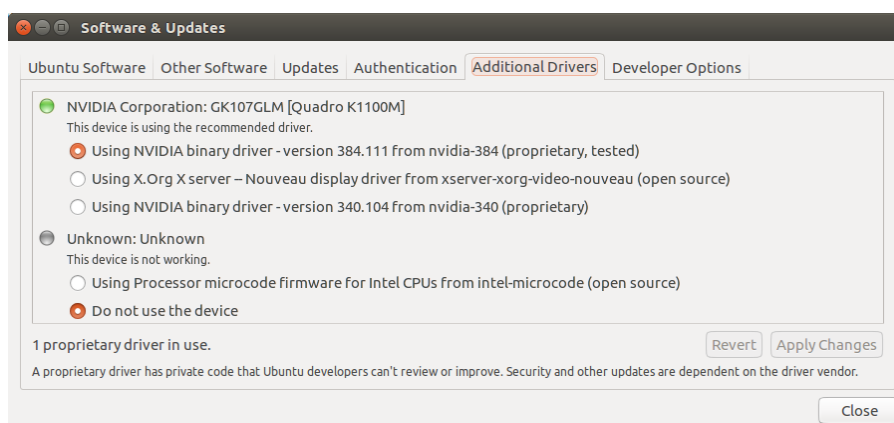 Software & Updates
Ubuntu Software Other Software Updates Authentication Additional Drivers Developer Options
NVIDIA Corporation: GK107GLM [Quadro K1100M]
This device is using the recommended driver.
Using NVIDIA binary driver - version 384.111 from nvidia-384 (proprietary, tested)
Using X.Org X server – Nouveau display driver from xserver-xorg-video-nouveau (open source)
Using NVIDIA binary driver - version 340.104 from nvidia-340 (proprietary)
Unknown: Unknown
This device is not working.
Using Processor microcode firmware for Intel CPUs from intel-microcode (open source)
Do not use the device
1 proprietary driver in use.
Revert Apply Changes
A proprietary driver has private code that Ubuntu developers can't review or improve. Security and other updates are dependent on the driver vendor.
Close